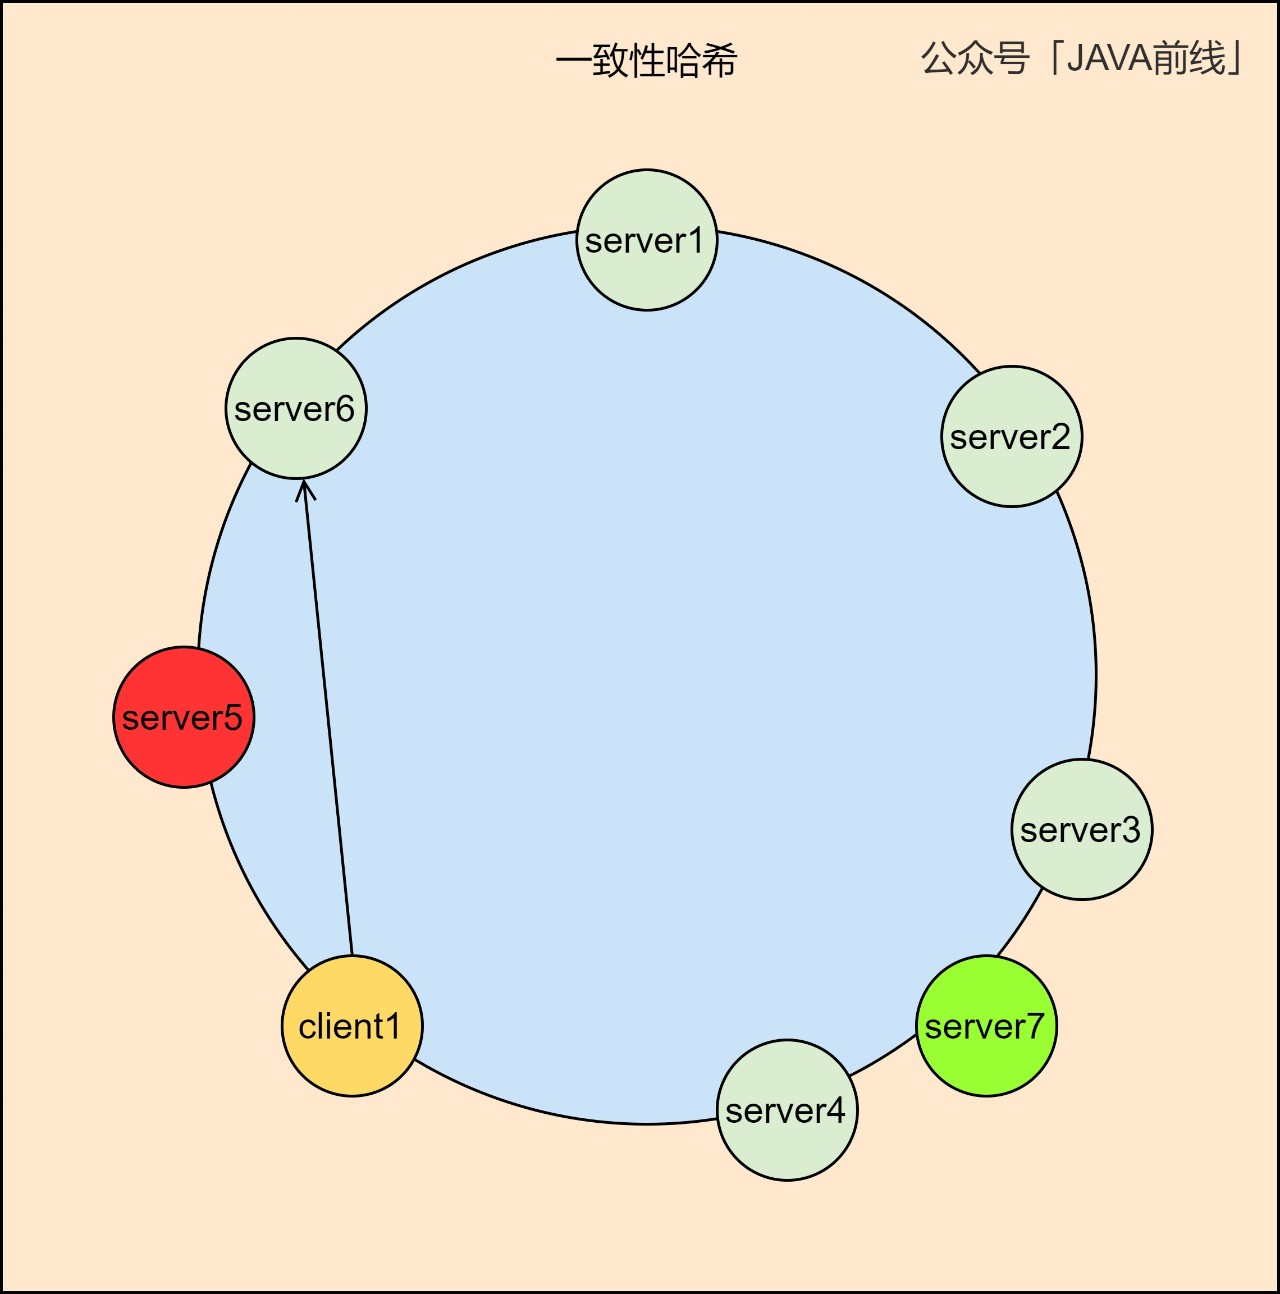 一致性哈希
公众号「JAVA前线」
server1
server6
server2
server5
server3
client1
server7
server4